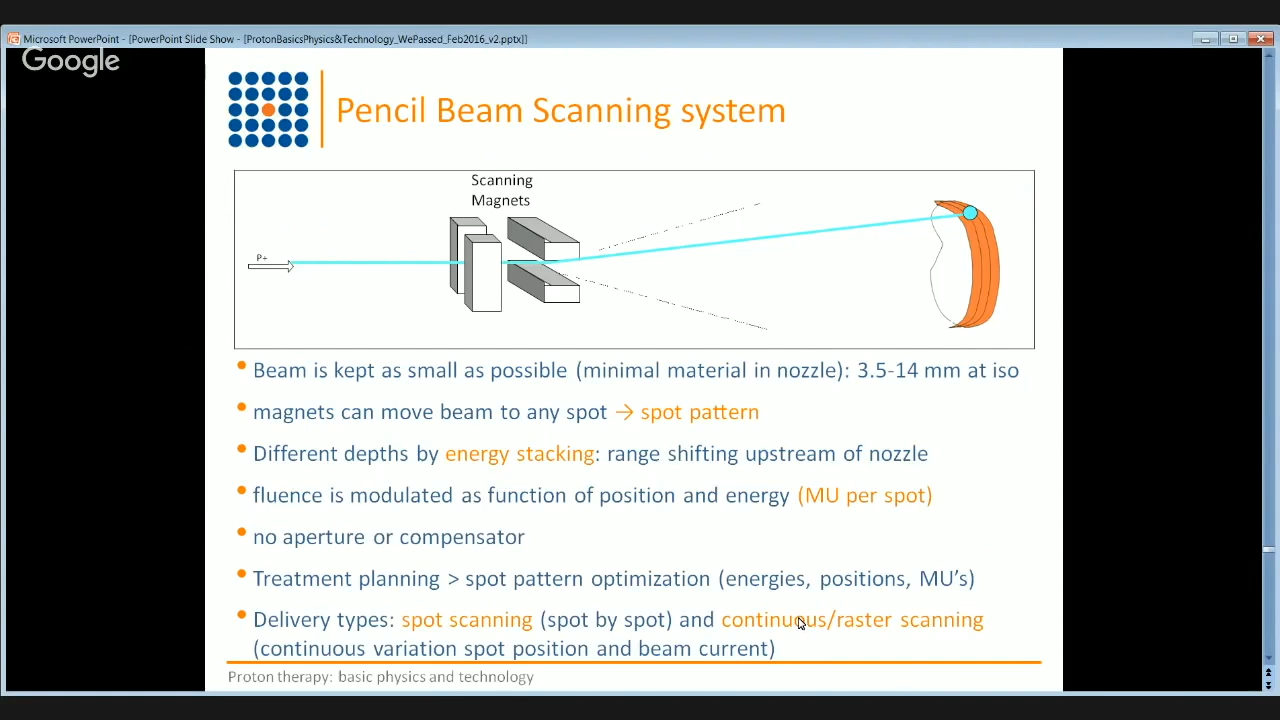 Microsoft PowerPoint - [PowerPoint Slide Show - [ProtonBasicsPhysics&Technology_WePassed_Feb2016_v2.pptx]]
Google
Pencil Beam Scanning system
Scanning
Magnets
P+
• Beam is kept as small as possible (minimal material in nozzle): 3.5-14 mm at iso
• magnets can move beam to any spot → spot pattern
• Different depths by energy stacking: range shifting upstream of nozzle
• fluence is modulated as function of position and energy (MU per spot)
• no aperture or compensator
• Treatment planning > spot pattern optimization (energies, positions, MU's)
• Delivery types: spot scanning (spot by spot) and continuous/raster scanning
(continuous variation spot position and beam current)
Proton therapy: basic physics and technology